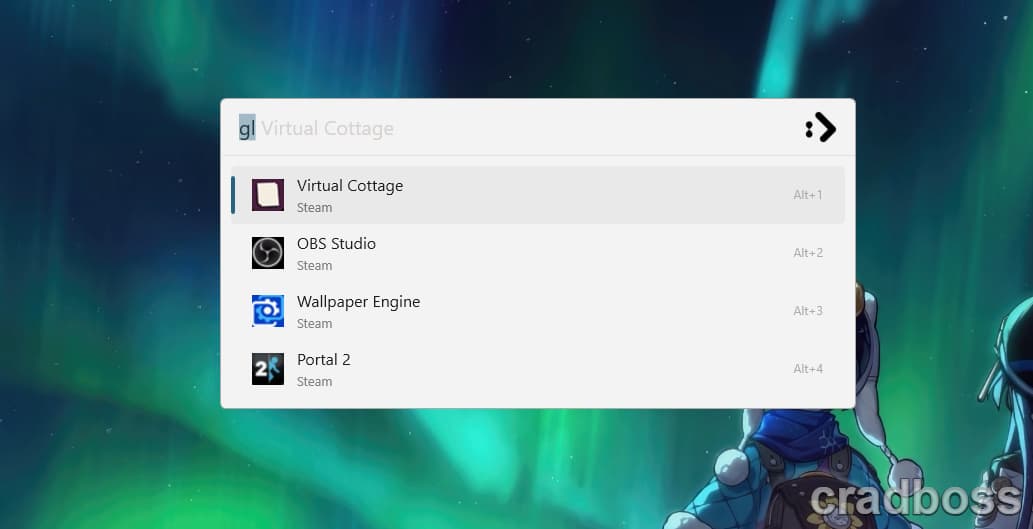 gl Virtual Cottage
Virtual Cottage
Steam
Alt+1
OBS Studio
Steam
Alt+2
Wallpaper Engine
Steam
Alt+3
Portal 2
Steam
Alt+4
cradboss